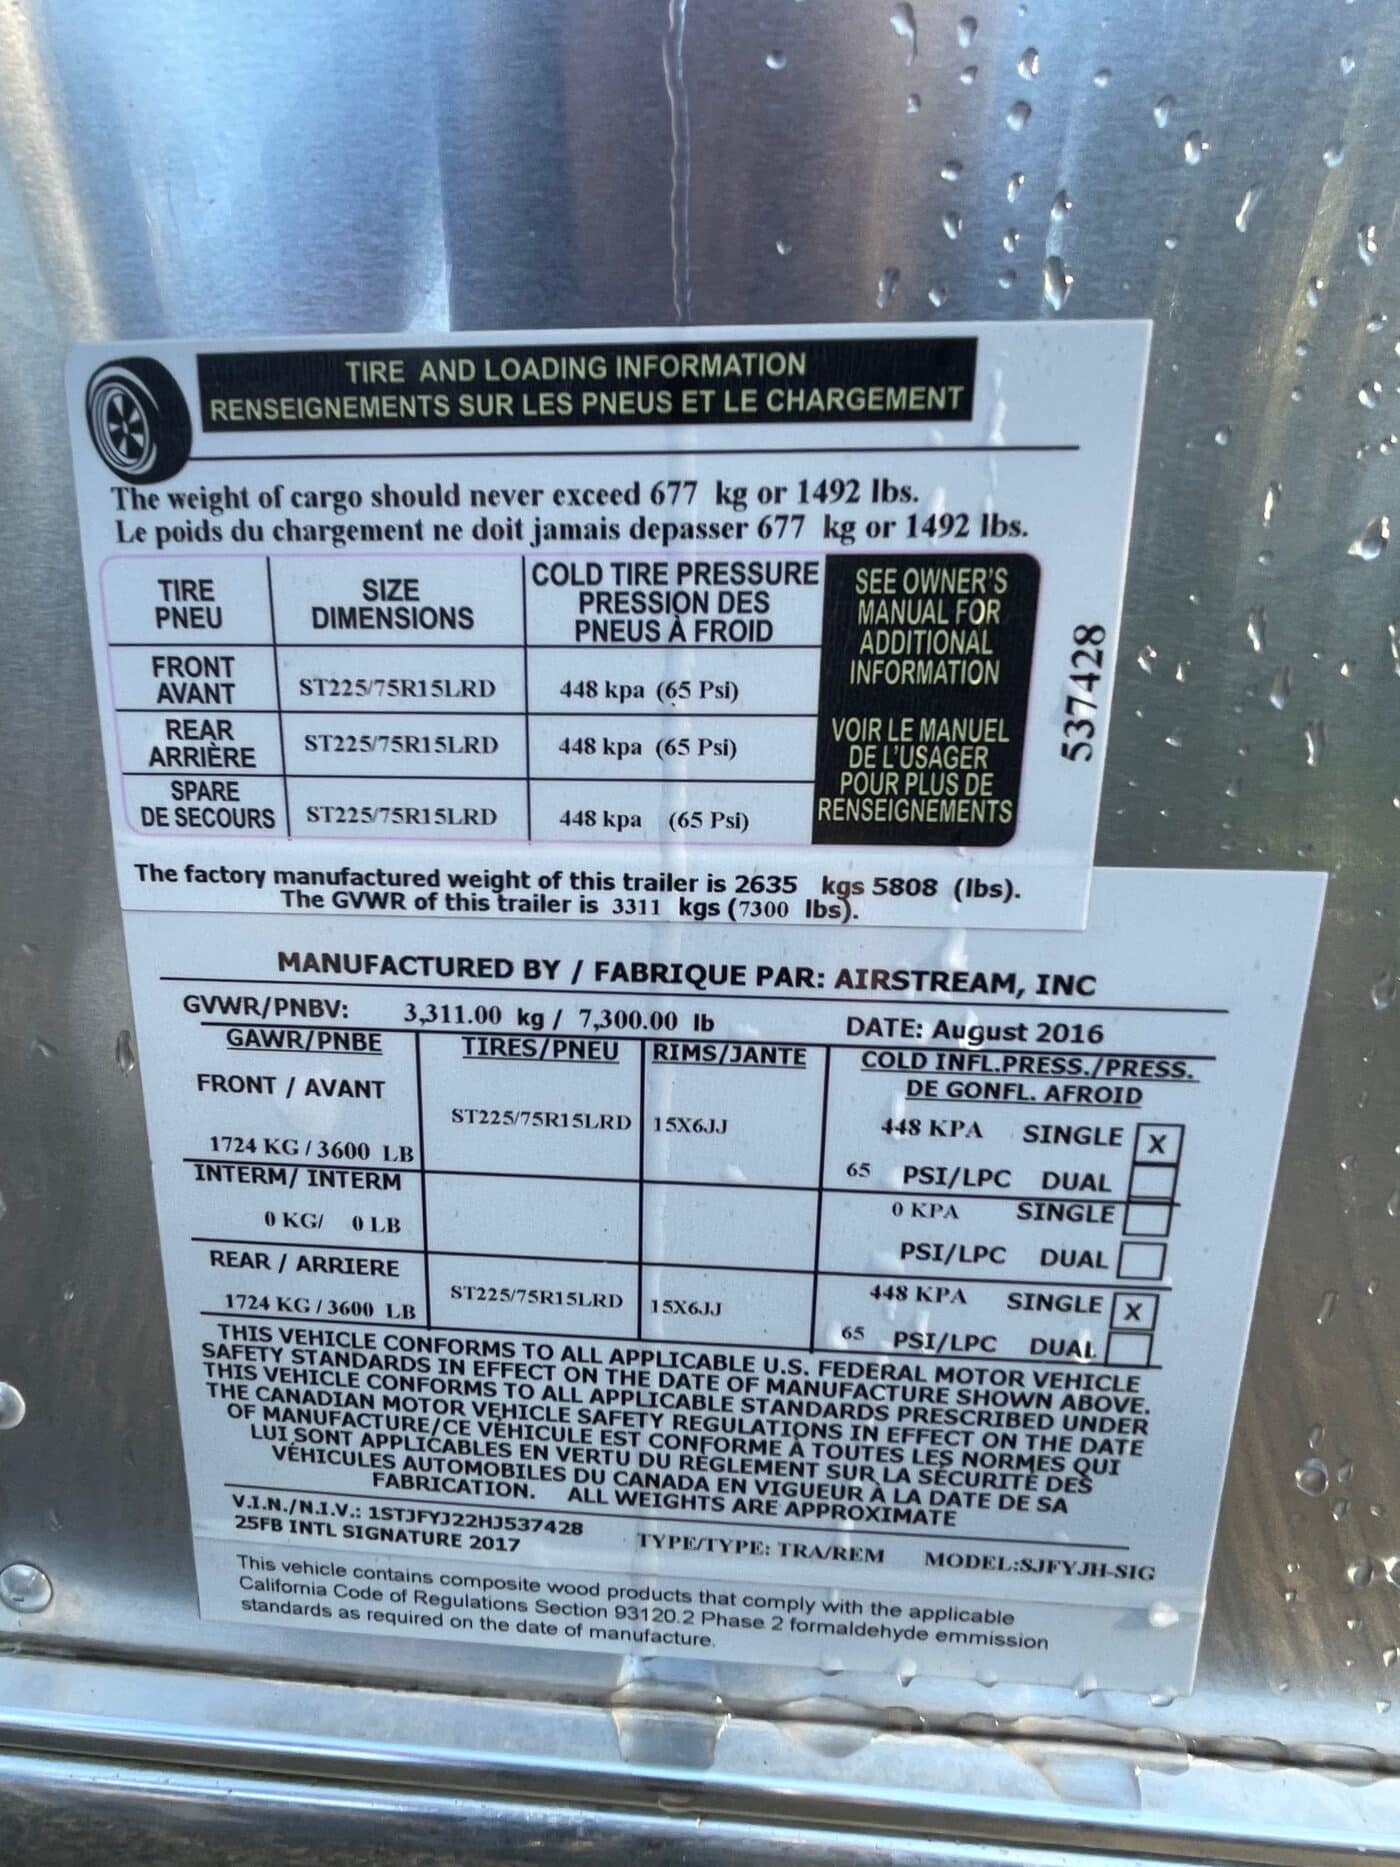 TIRE AND LOADING INFORMATION
RENSEIGNEMENTS SUR LES PNEUS ET LE CHARGEMENT
The weight of cargo should never exceed 677 kg or 1492 lbs.
Le poids du chargement ne doit jamais depasser 677 kg or 1492 lbs.
TIRE PNEU SIZE DIMENSIONS COLD TIRE PRESSURE PRESSION DES PNEUS À FROID
FRONT AVANT ST225/75R15LRD 448 kpa (65 Psi)
REAR ARRIÈRE ST225/75R15LRD 448 kpa (65 Psi)
SPARE DE SECOURS ST225/75R15LRD 448 kpa (65 Psi)
SEE OWNER'S
MANUAL FOR
ADDITIONAL
INFORMATION
VOIR LE MANUEL
DE L'USAGER
POUR PLUS DE
RENSEIGNEMENTS
537428
The factory manufactured weight of this trailer is 2635 kgs 5808 (lbs).
The GVWR of this trailer is 3311 kgs (7300 lbs).
MANUFACTURED BY / FABRIQUE PAR: AIRSTREAM, INC
GVWR/PNBV: 3,311.00 kg / 7,300.00 lb DATE: August 2016
GAWR/PNBE TIRES/PNEU RIMS/JANTE COLD INFL.PRESS./PRESS.
DE GONFL. AFROID
FRONT / AVANT
ST225/75R15LRD 15X6JJ 448 KPA SINGLE X
1724 KG / 3600 LB 65 PSI/LPC DUAL
INTERM/ INTERM 0 KPA SINGLE
0 KG/ 0 LB PSI/LPC DUAL
REAR / ARRIERE
ST225/75R15LRD 15X6JJ 448 KPA SINGLE X
1724 KG / 3600 LB 65 PSI/LPC DUAL
THIS VEHICLE CONFORMS TO ALL APPLICABLE U.S. FEDERAL MOTOR VEHICLE
SAFETY STANDARDS IN EFFECT ON THE DATE OF MANUFACTURE SHOWN ABOVE.
THIS VEHICLE CONFORMS TO ALL APPLICABLE STANDARDS PRESCRIBED UNDER
THE CANADIAN MOTOR VEHICLE SAFETY REGULATIONS IN EFFECT ON THE DATE
OF MANUFACTURE/CE VÉHICULE EST CONFORME À TOUTES LES NORMES QUI
LUI SONT APPLICABLES EN VERTU DU RÉGLEMENT SUR LA SÉCURITÉ DES
VÉHICULES AUTOMOBILES DU CANADA EN VIGUEUR À LA DATE DE SA
FABRICATION. ALL WEIGHTS ARE APPROXIMATE
V.I.N./N.I.V.: 1STJFYJ22HJ537428
25FB INTL SIGNATURE 2017 TYPE/TYPE: TRA/REM MODEL:SJFYJH-SIG
This vehicle contains composite wood products that comply with the applicable
California Code of Regulations Section 93120.2 Phase 2 formaldehyde emmission
standards as required on the date of manufacture.